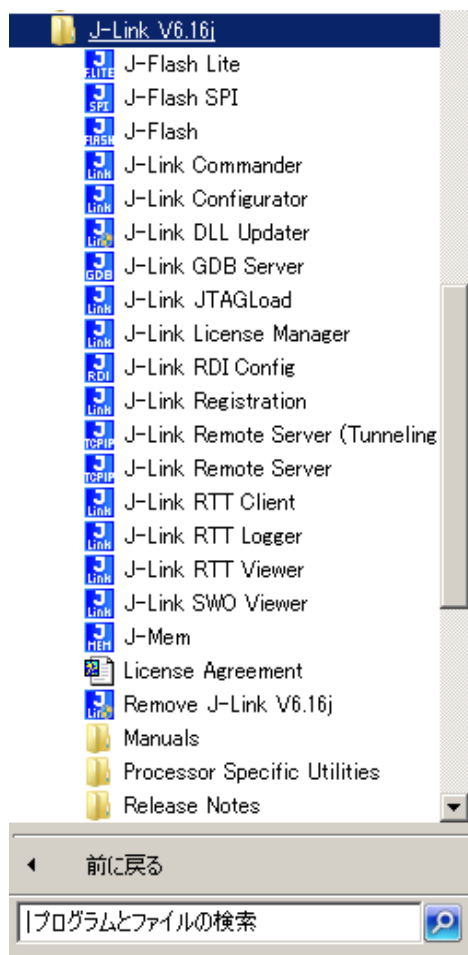 J-Link V6.16j
J-Flash Lite
J-Flash SPI
J-Flash
J-Link Commander
J-Link Configurator
J-Link DLL Updater
J-Link GDB Server
J-Link JTAGLoad
J-Link License Manager
J-Link RDI Config
J-Link Registration
J-Link Remote Server (Tunneling
J-Link Remote Server
J-Link RTT Client
J-Link RTT Logger
J-Link RTT Viewer
J-Link SWO Viewer
J-Mem
License Agreement
Remove J-Link V6.16j
Manuals
Processor Specific Utilities
Release Notes
前に戻る
プログラムとファイルの検索